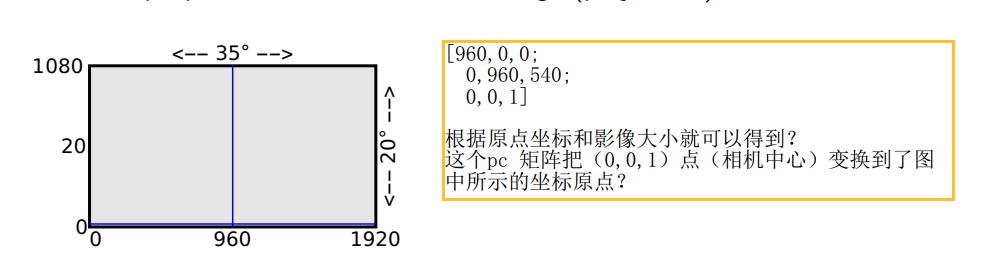 <-- 35° -->
1080
20
0
<-- 20° -->
0
960
1920
[960,0,0;
0,960,540;
0,0,1]
根据原点坐标和影像大小就可以得到?
这个pc 矩阵把（0,0,1）点（相机中心）变换到了图
中所示的坐标原点?